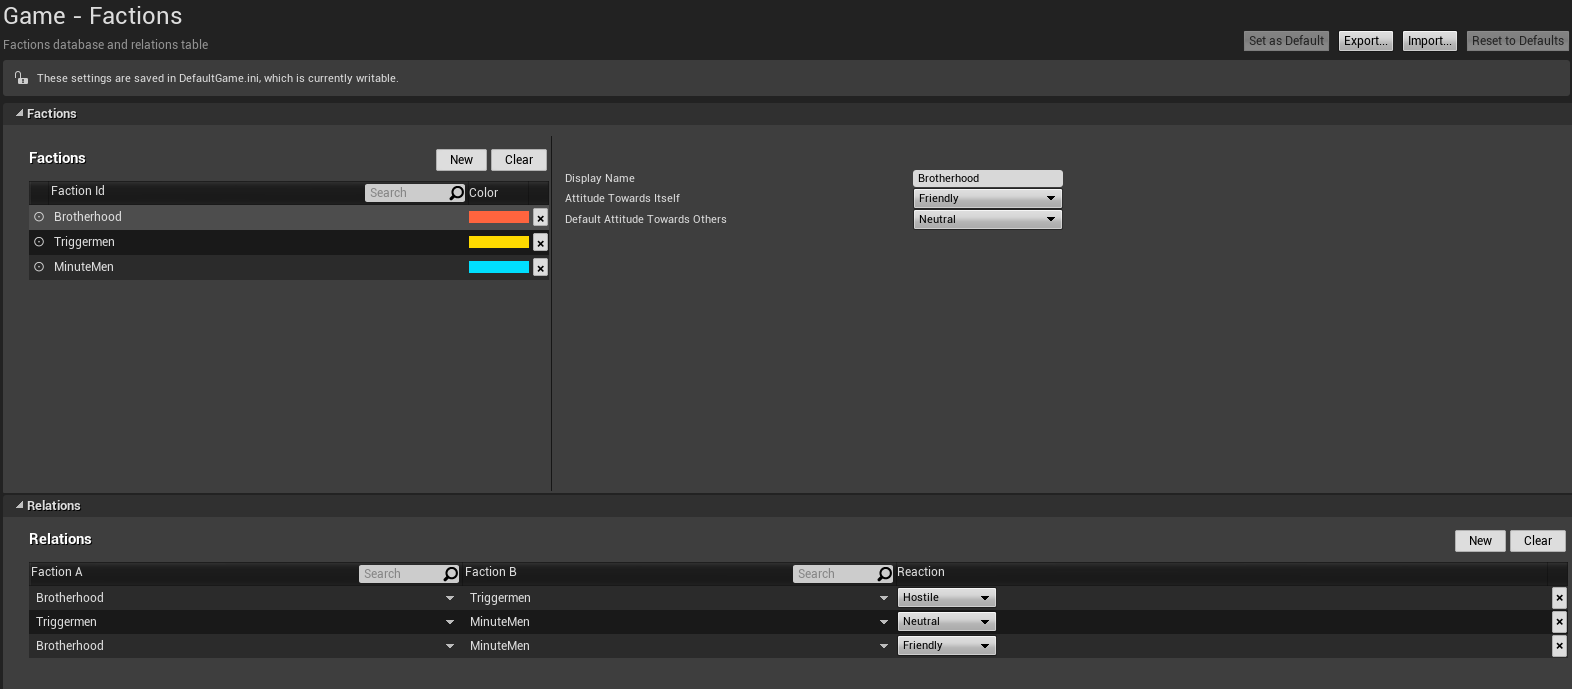 Game - Factions
Factions database and relations table
Set as Default Export... Import... Reset to Defaults
These settings are saved in DefaultGame.ini, which is currently writable.
Factions
Factions New Clear
Faction Id Search Color
Brotherhood
Triggermen
MinuteMen
Display Name Brotherhood
Attitude Towards Itself Friendly
Default Attitude Towards Others Neutral
Relations
Relations New Clear
Faction A Search Faction B Search Reaction
Brotherhood Triggermen Hostile
Triggermen MinuteMen Neutral
Brotherhood MinuteMen Friendly